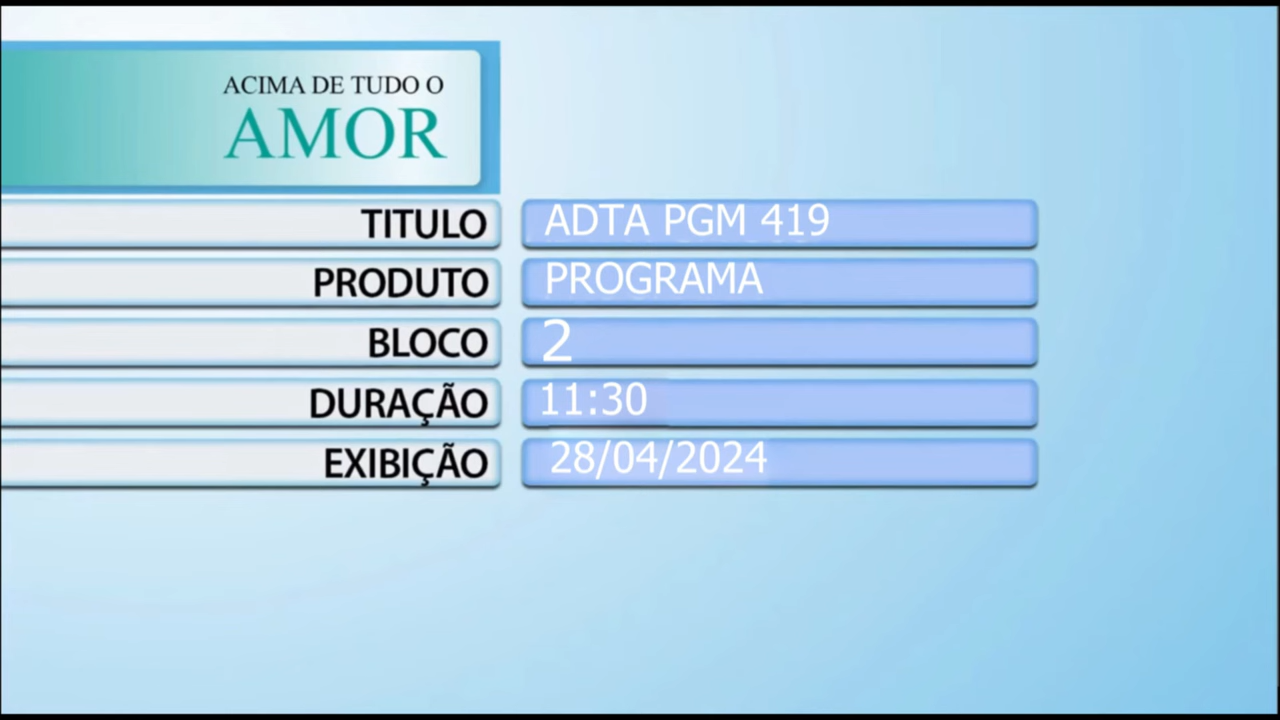 ACIMA DE TUDO O
AMOR
TITULO ADTA PGM 419
PRODUTO PROGRAMA
BLOCO 2
DURAÇÃO 11:30
EXIBIÇÃO 28/04/2024